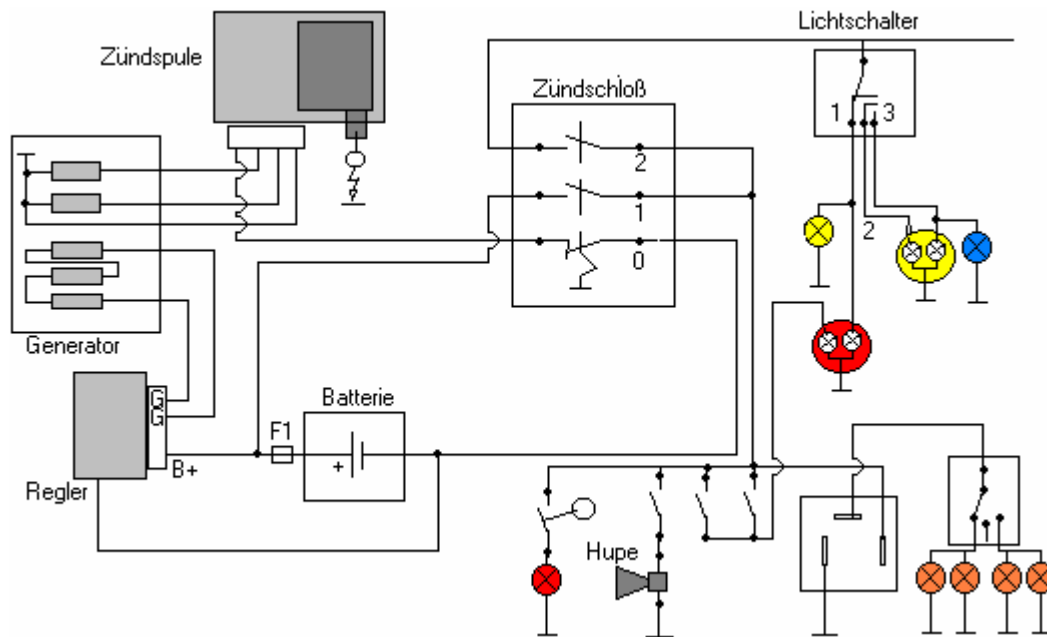 Lichtschalter
Zündspule
Zündschloß
1 3
2
1
2
0
Generator
Batterie
G
G
F1
+
B+
Regler
Hupe